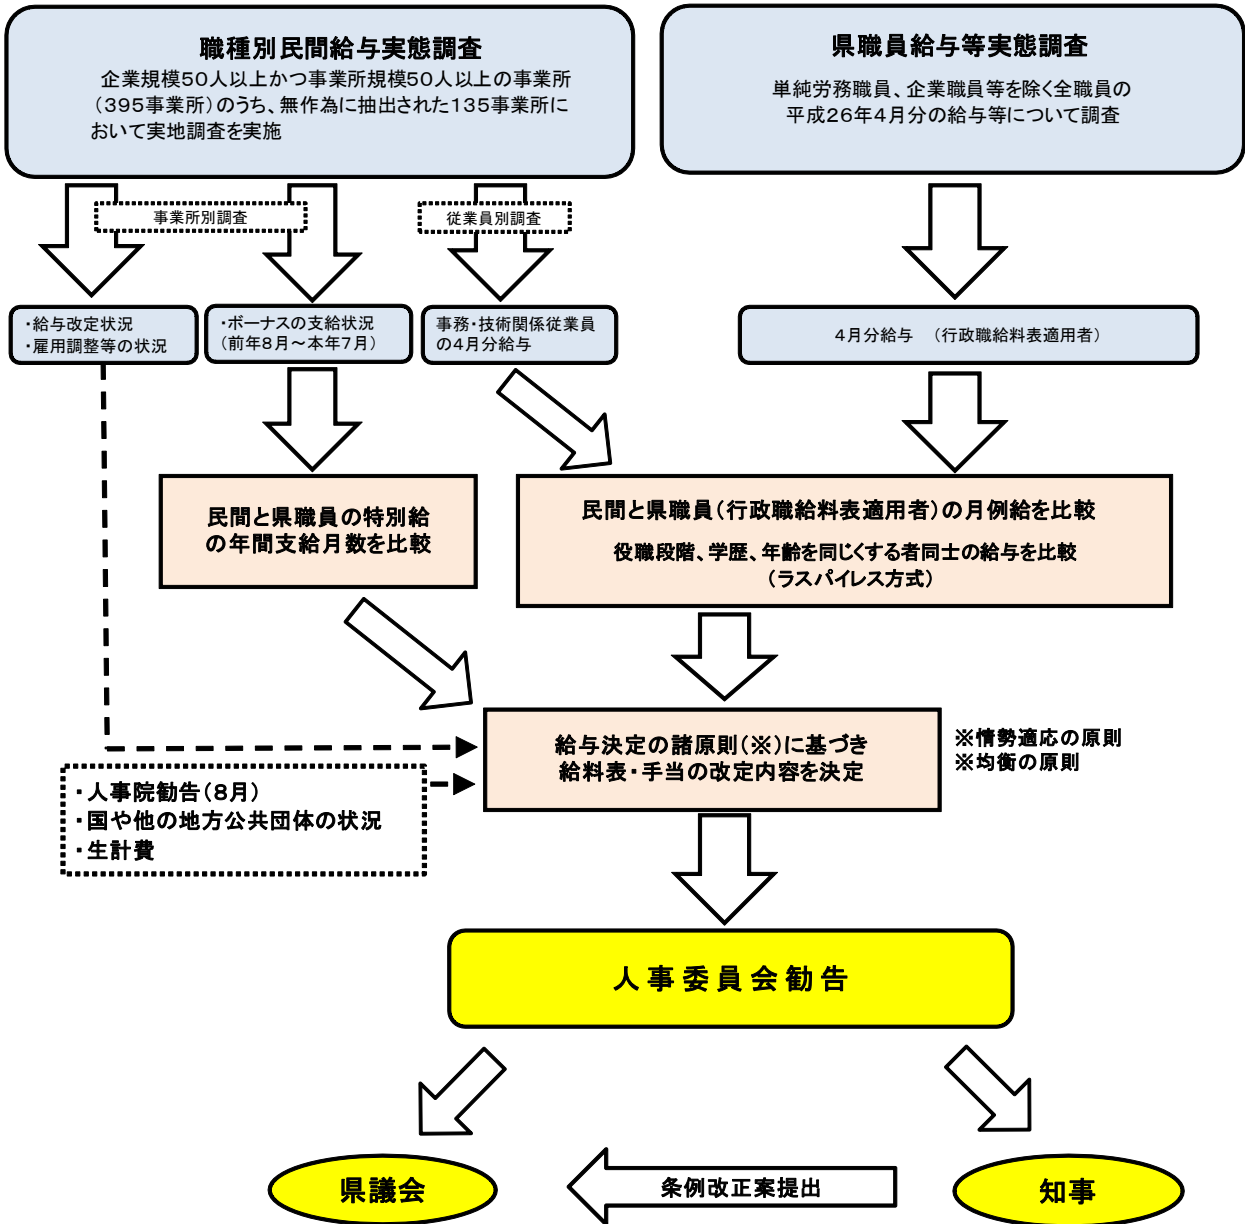 職種別民間給与実態調査
企業規模50人以上かつ事業所規模50人以上の事業所
(395事業所)のうち、無作為に抽出された135事業所に
おいて実地調査を実施
県職員給与等実態調査
単純労務職員、企業職員等を除く全職員の
平成26年4月分の給与等について調査
事業所別調査
従業員別調査
・給与改定状況
・雇用調整等の状況
・ボーナスの支給状況
(前年8月～本年7月)
事務・技術関係従業員
の4月分給与
4月分給与 (行政職給料表適用者)
民間と県職員の特別給
の年間支給月数を比較
民間と県職員(行政職給料表適用者)の月例給を比較
役職段階、学歴、年齢を同じくする者同士の給与を比較
(ラスパイレス方式)
給与決定の諸原則(※)に基づき
給料表・手当の改定内容を決定
※情勢適応の原則
※均衡の原則
・人事院勧告(8月)
・国や他の地方公共団体の状況
・生計費
人事委員会勧告
県議会
条例改正案提出
知事